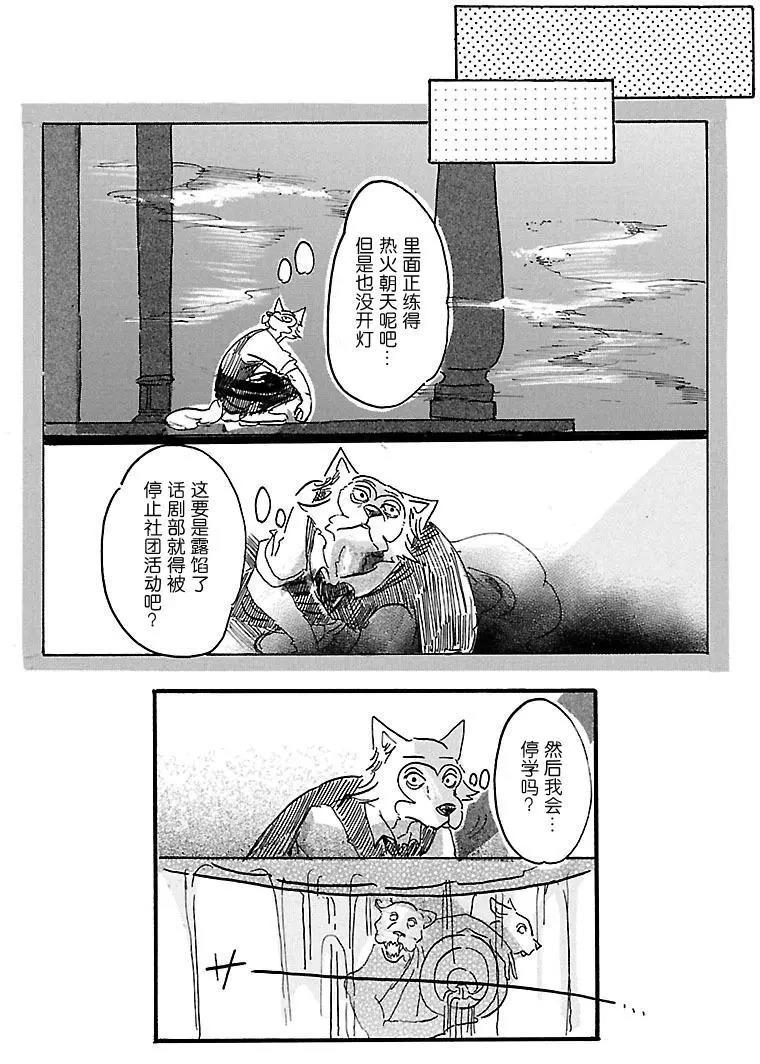 里面正练得
热火朝天呢吧…
但是也没开灯
这要是露馅了
话剧部就得被
停止社团活动吧？
然后我会…
停学吗？